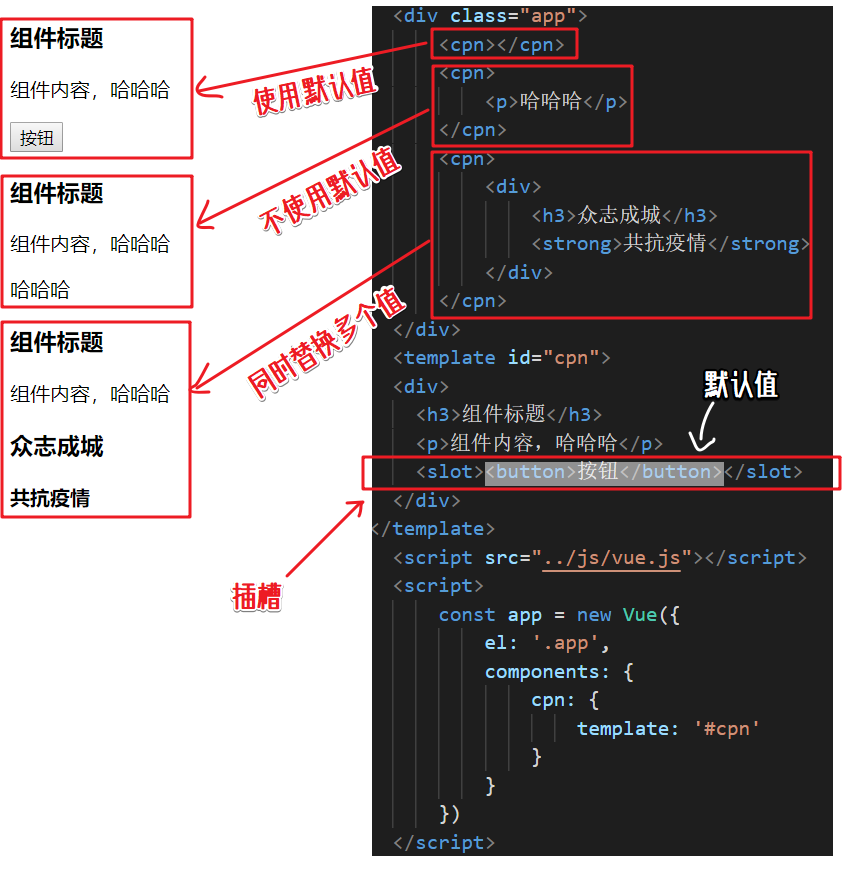 组件标题
组件内容，哈哈哈
按钮
组件标题
组件内容，哈哈哈
哈哈哈
组件标题
组件内容，哈哈哈
众志成城
共抗疫情
使用默认值
不使用默认值
同时替换多个值
插槽
默认值
<div class="app">
<cpn></cpn>
<cpn>
<p>哈哈哈</p>
</cpn>
<cpn>
<div>
<h3>众志成城</h3>
<strong>共抗疫情</strong>
</div>
</cpn>
</div>
<template id="cpn">
<div>
<h3>组件标题</h3>
<p>组件内容，哈哈哈</p>
<slot><button>按钮</button></slot>
</div>
</template>
<script src="../js/vue.js"></script>
<script>
const app = new Vue({
el: '.app',
components: {
cpn: {
template: '#cpn'
}
}
})
</script>